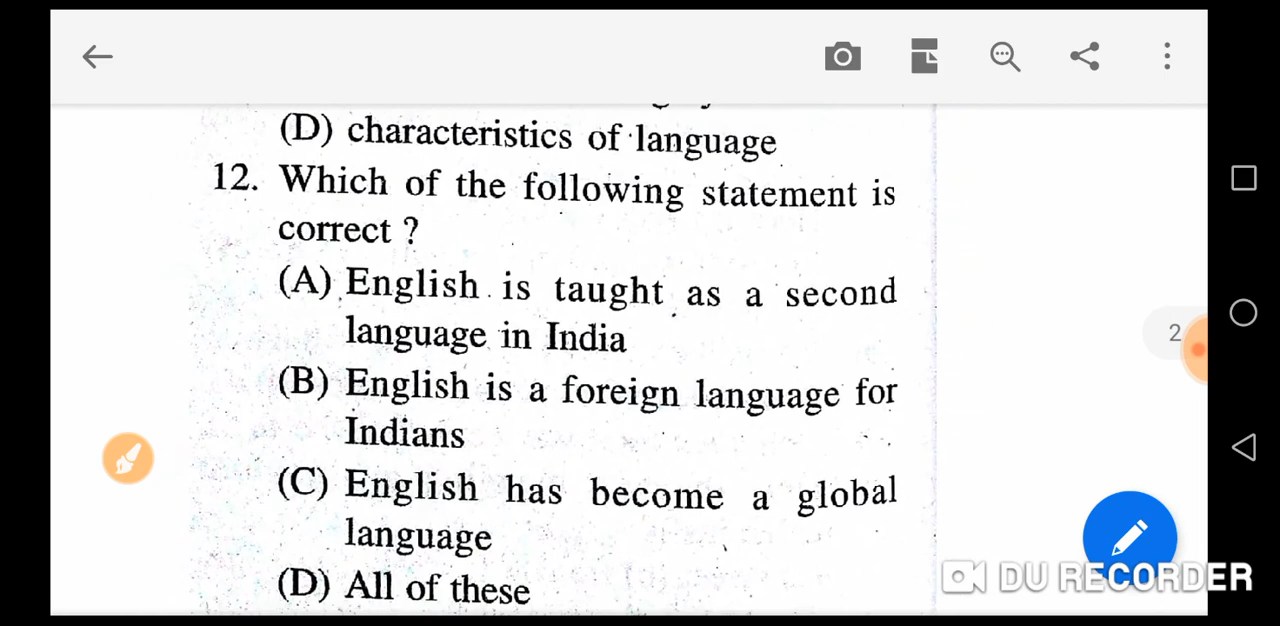 (D) characteristics of language
12. Which of the following statement is
correct ?
(A) English is taught as a second
language in India
(B) English is a foreign language for
Indians
(C) English has become a global
language
(D) All of these
2
DU RECORDER